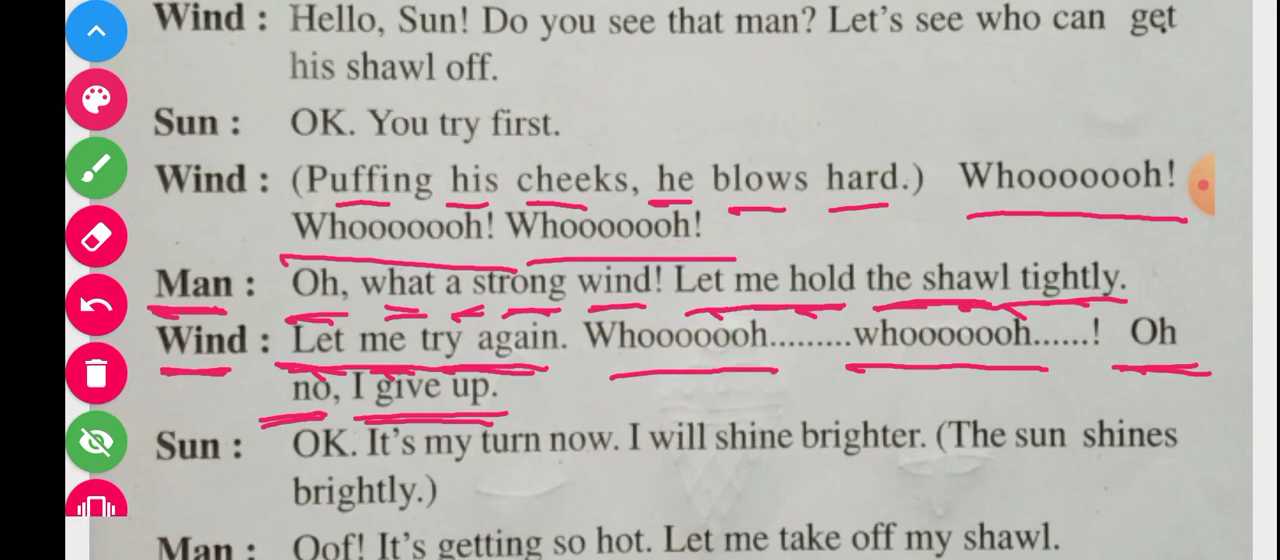 Wind : Hello, Sun! Do you see that man? Let's see who can get
his shawl off.
Sun : OK. You try first.
Wind : (Puffing his cheeks, he blows hard.) Whooooooh!
Whooooooh! Whooooooh!
Man : Oh, what a strong wind! Let me hold the shawl tightly.
Wind : Let me try again. Whooooooh.........whooooooh......! Oh
no, I give up.
Sun : OK. It's my turn now. I will shine brighter. (The sun shines
brightly.)
Man : Oof! It's getting so hot. Let me take off my shawl.